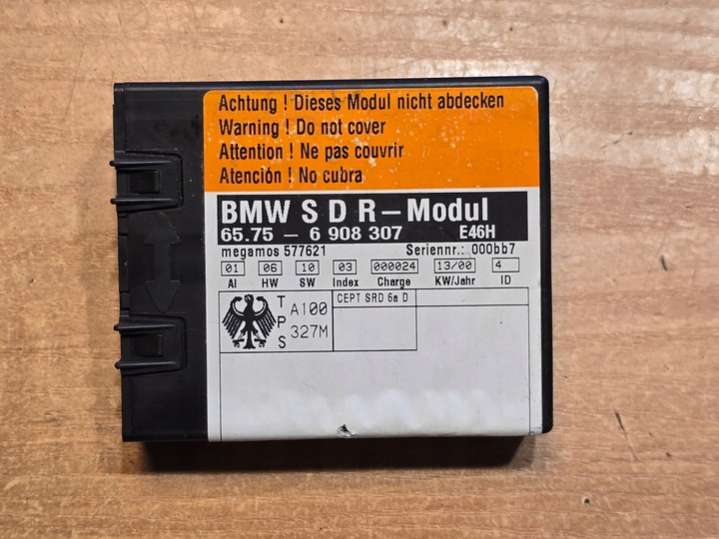 Achtung ! Dieses Modul nicht abdecken
Warning ! Do not cover
Attention ! Ne pas couvrir
Atención ! No cubra
BMW S D R-Modul
65.75 - 6 908 307 E46H
megamos 577621 Seriennr.: 000bb7
01 06 10 03 000024 13/00 4
AI HW SW Index Charge KW/Jahr ID
TPS A100 CEPT SRD 6a D
327M